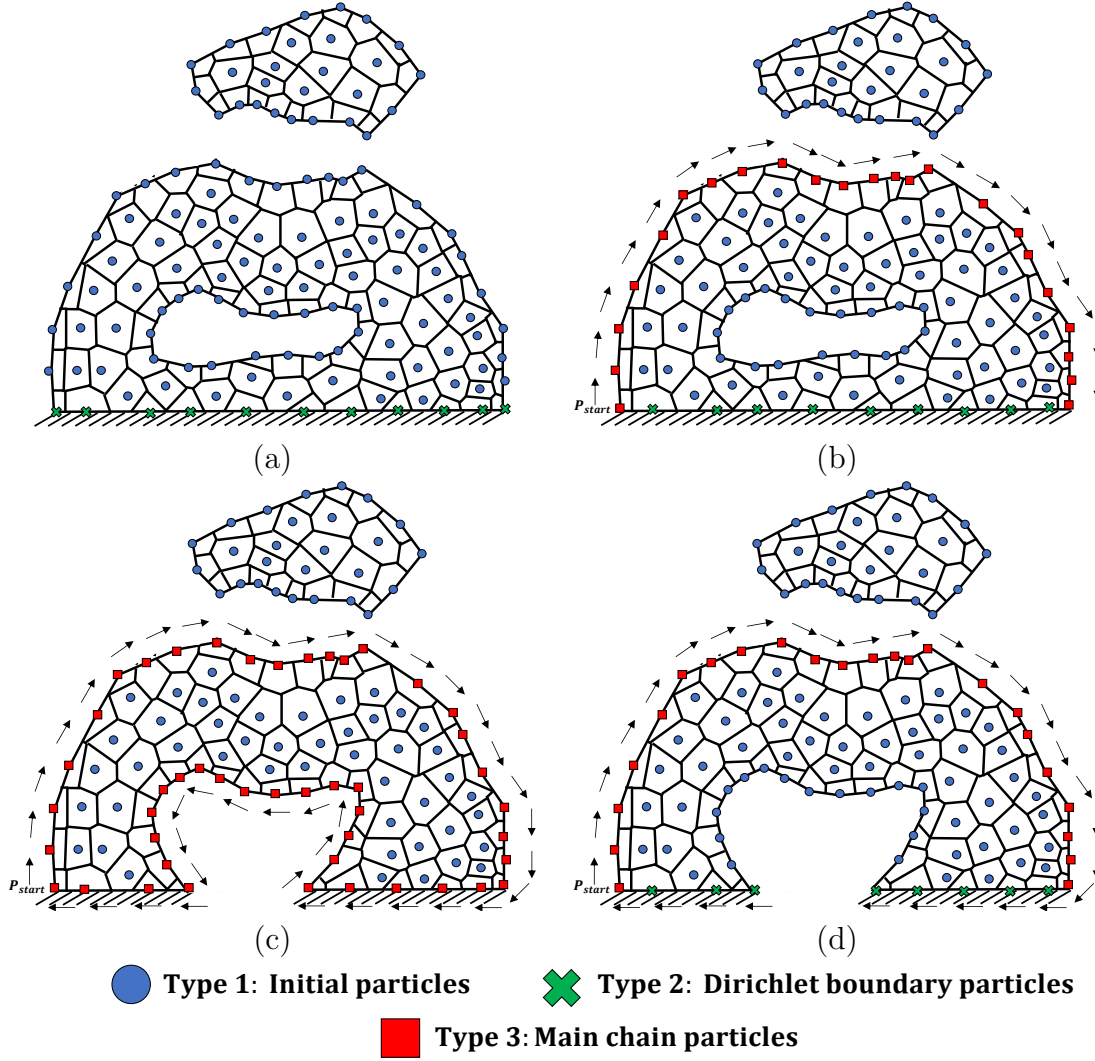 P_start
(a)
(b)
P_start
P_start
(c)
(d)
Type 1: Initial particles
Type 2: Dirichlet boundary particles
Type 3: Main chain particles